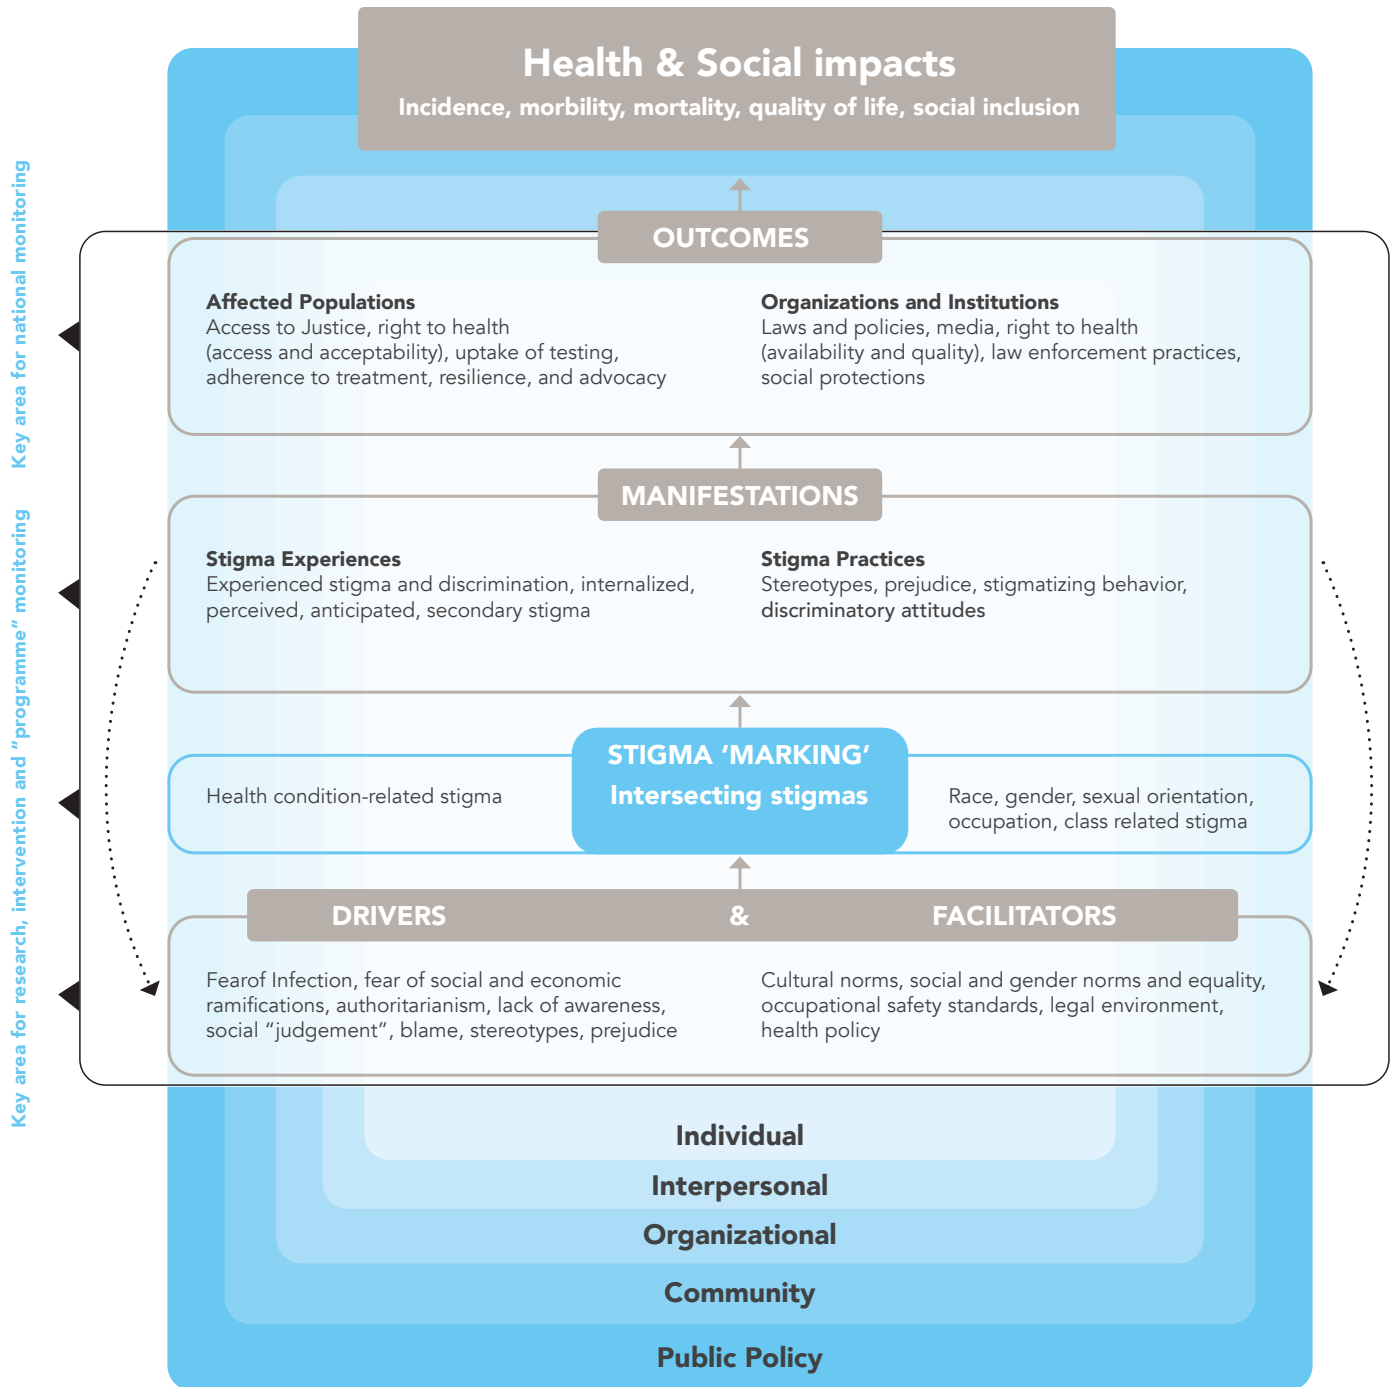 Health & Social impacts
Incidence, morbility, mortality, quality of life, social inclusion
Key area for national monitoring
OUTCOMES
Affected Populations
Access to Justice, right to health
(access and acceptability), uptake of testing,
adherence to treatment, resilience, and advocacy
Organizations and Institutions
Laws and policies, media, right to health
(availability and quality), law enforcement practices,
social protections
Key area for research, intervention and "programme" monitoring
MANIFESTATIONS
Stigma Experiences
Experienced stigma and discrimination, internalized,
perceived, anticipated, secondary stigma
Stigma Practices
Stereotypes, prejudice, stigmatizing behavior,
discriminatory attitudes
STIGMA ’MARKING’
Intersecting stigmas
Health condition-related stigma
Race, gender, sexual orientation,
occupation, class related stigma
DRIVERS & FACILITATORS
Fearof Infection, fear of social and economic
ramifications, authoritarianism, lack of awareness,
social “judgement”, blame, stereotypes, prejudice
Cultural norms, social and gender norms and equality,
occupational safety standards, legal environment,
health policy
Individual
Interpersonal
Organizational
Community
Public Policy